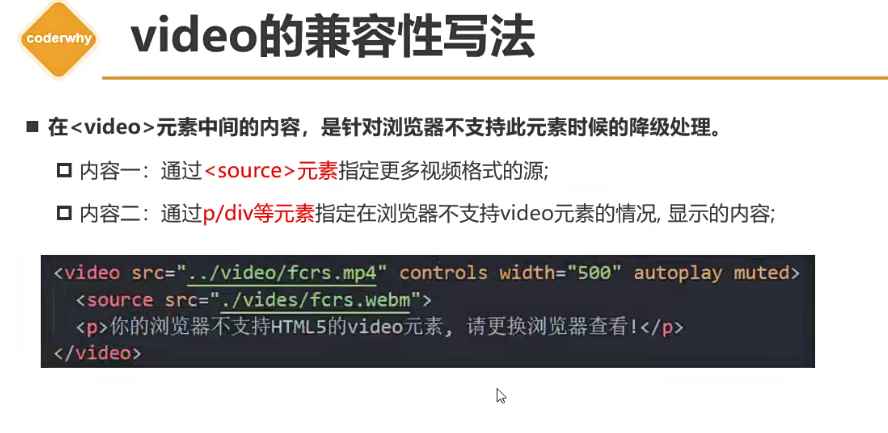 coderwhy
video的兼容性写法
在<video>元素中间的内容，是针对浏览器不支持此元素时候的降级处理。
内容一：通过<source>元素指定更多视频格式的源;
内容二：通过p/div等元素指定在浏览器不支持video元素的情况, 显示的内容;
<video src="../video/fcrs.mp4" controls width="500" autoplay muted>
<source src="./vides/fcrs.webm">
<p>你的浏览器不支持HTML5的video元素, 请更换浏览器查看!</p>
</video>